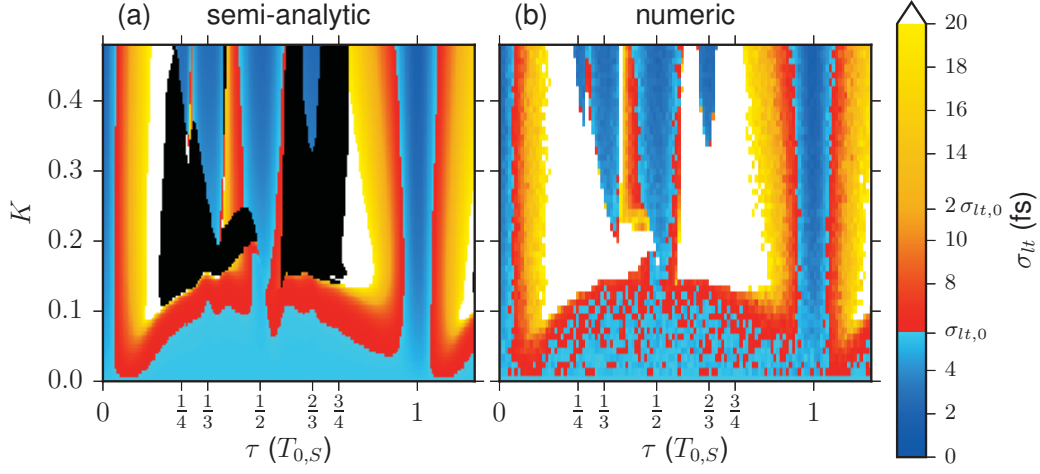 (a) semi-analytic
(b) numeric
K
0.4
0.3
0.2
0.1
0.0
0 1/4 1/3 1/2 2/3 3/4 1
τ (T0,S)
0 1/4 1/3 1/2 2/3 3/4 1
τ (T0,S)
20
18
16
14
2 σlt,0
10
8
σlt,0
4
2
0
σlt (fs)